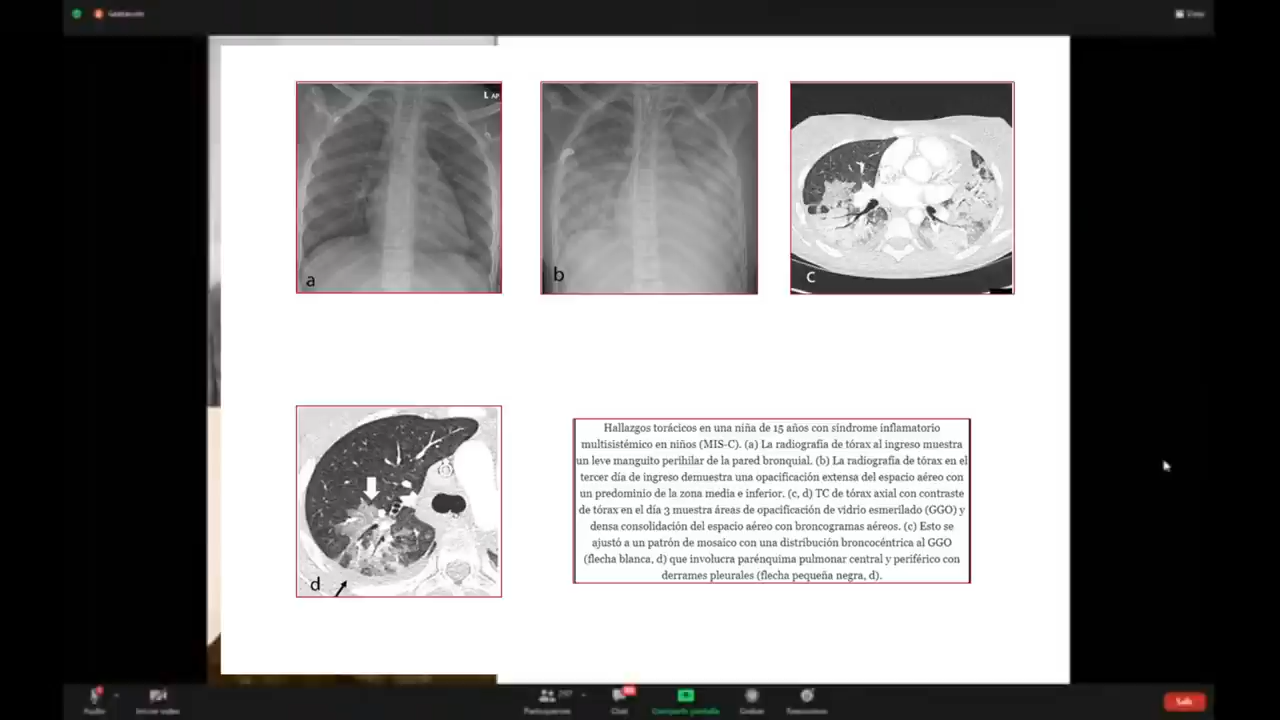 View
L AP
a
b
c
d
Hallazgos torácicos en una niña de 15 años con síndrome inflamatorio
multisistémico en niños (MIS-C). (a) La radiografía de tórax al ingreso muestra
un leve manguito perihilar de la pared bronquial. (b) La radiografía de tórax en el
tercer día de ingreso demuestra una opacificación extensa del espacio aéreo con
un predominio de la zona media e inferior. (c, d) TC de tórax axial con contraste
de tórax en el día 3 muestra áreas de opacificación de vidrio esmerilado (GGO) y
densa consolidación del espacio aéreo con broncogramas aéreos. (c) Esto se
ajustó a un patrón de mosaico con una distribución broncocéntrica al GGO
(flecha blanca, d) que involucra parénquima pulmonar central y periférico con
derrames pleurales (flecha pequeña negra, d).
Audio
Iniciar video
Participantes
Chat
Compartir pantalla
Grabar
Reacciones
Salir